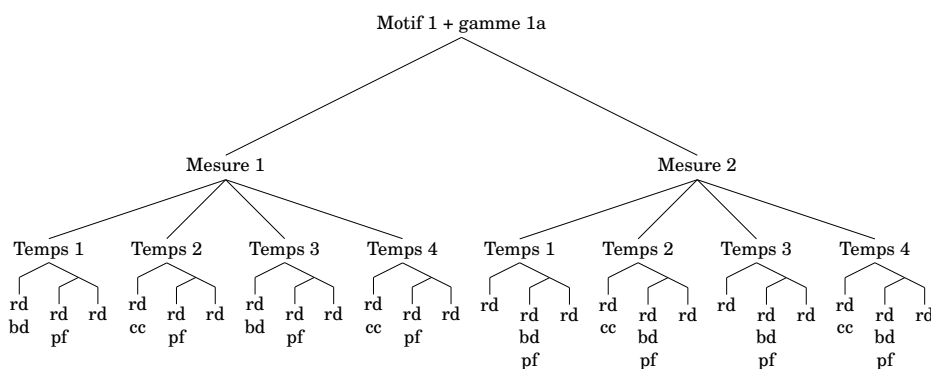 Motif 1 + gamme 1a
Mesure 1 Mesure 2
Temps 1 Temps 2 Temps 3 Temps 4 Temps 1 Temps 2 Temps 3 Temps 4
rd rd rd rd rd rd rd rd rd rd rd rd rd rd rd rd rd rd rd rd rd rd rd rd
bd pf cc pf bd pf cc pf bd cc bd bd cc bd
pf pf pf pf